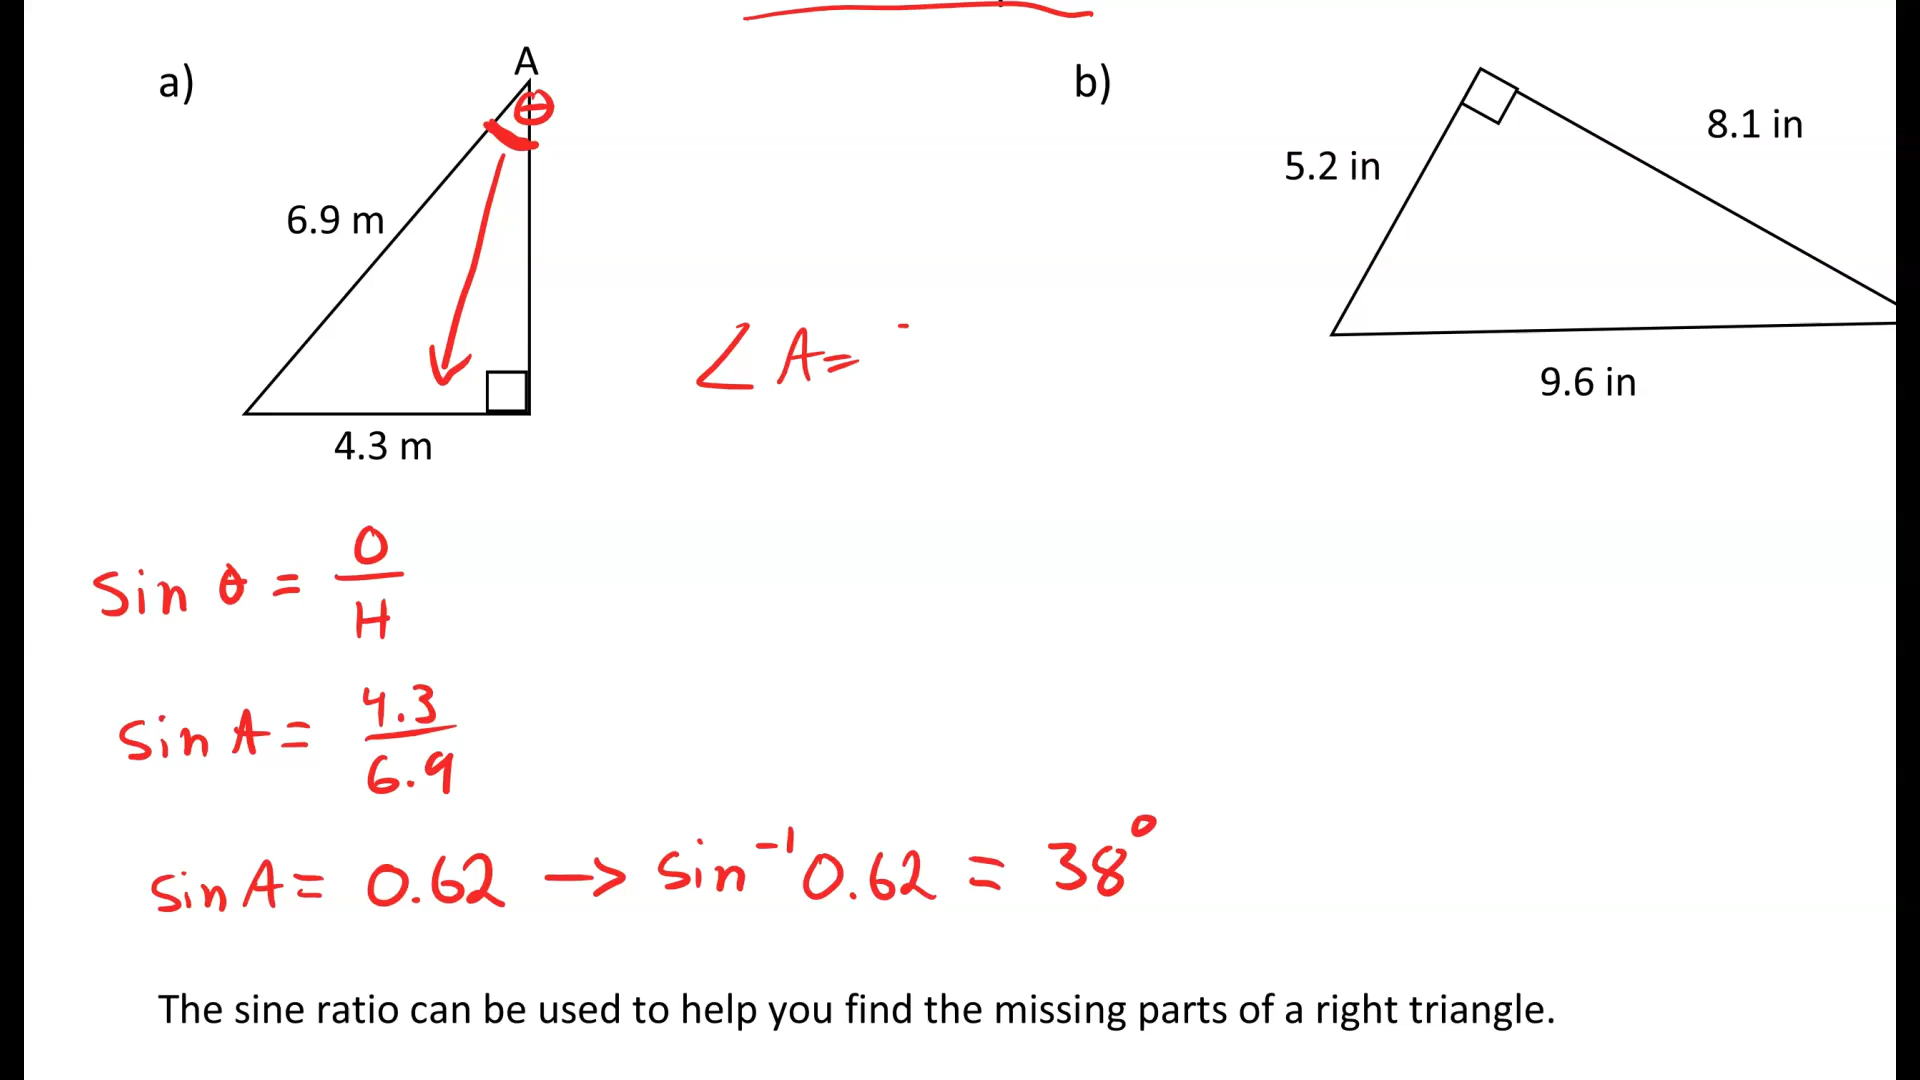 a)
A
θ
6.9 m
4.3 m
∠ A =
b)
5.2 in
8.1 in
9.6 in
Sin θ = O/H
Sin A = 4.3/6.9
sin A = 0.62 → sin⁻¹ 0.62 = 38°
The sine ratio can be used to help you find the missing parts of a right triangle.